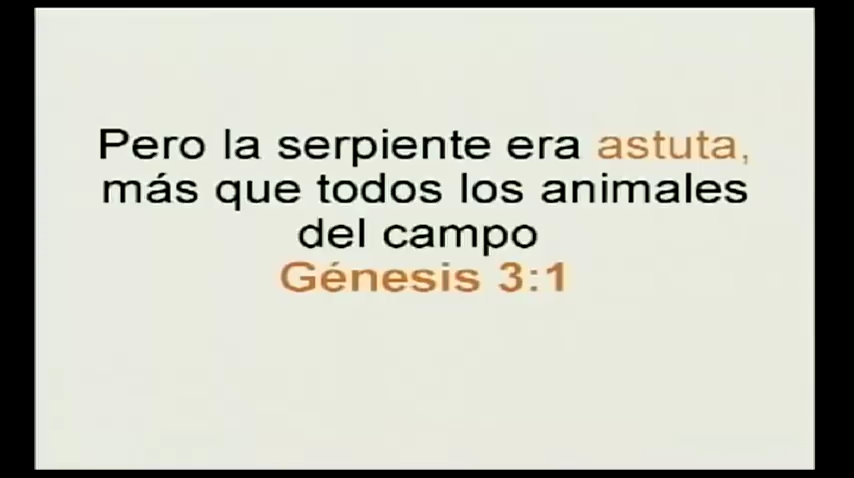 Pero la serpiente era astuta,
más que todos los animales
del campo
Génesis 3:1